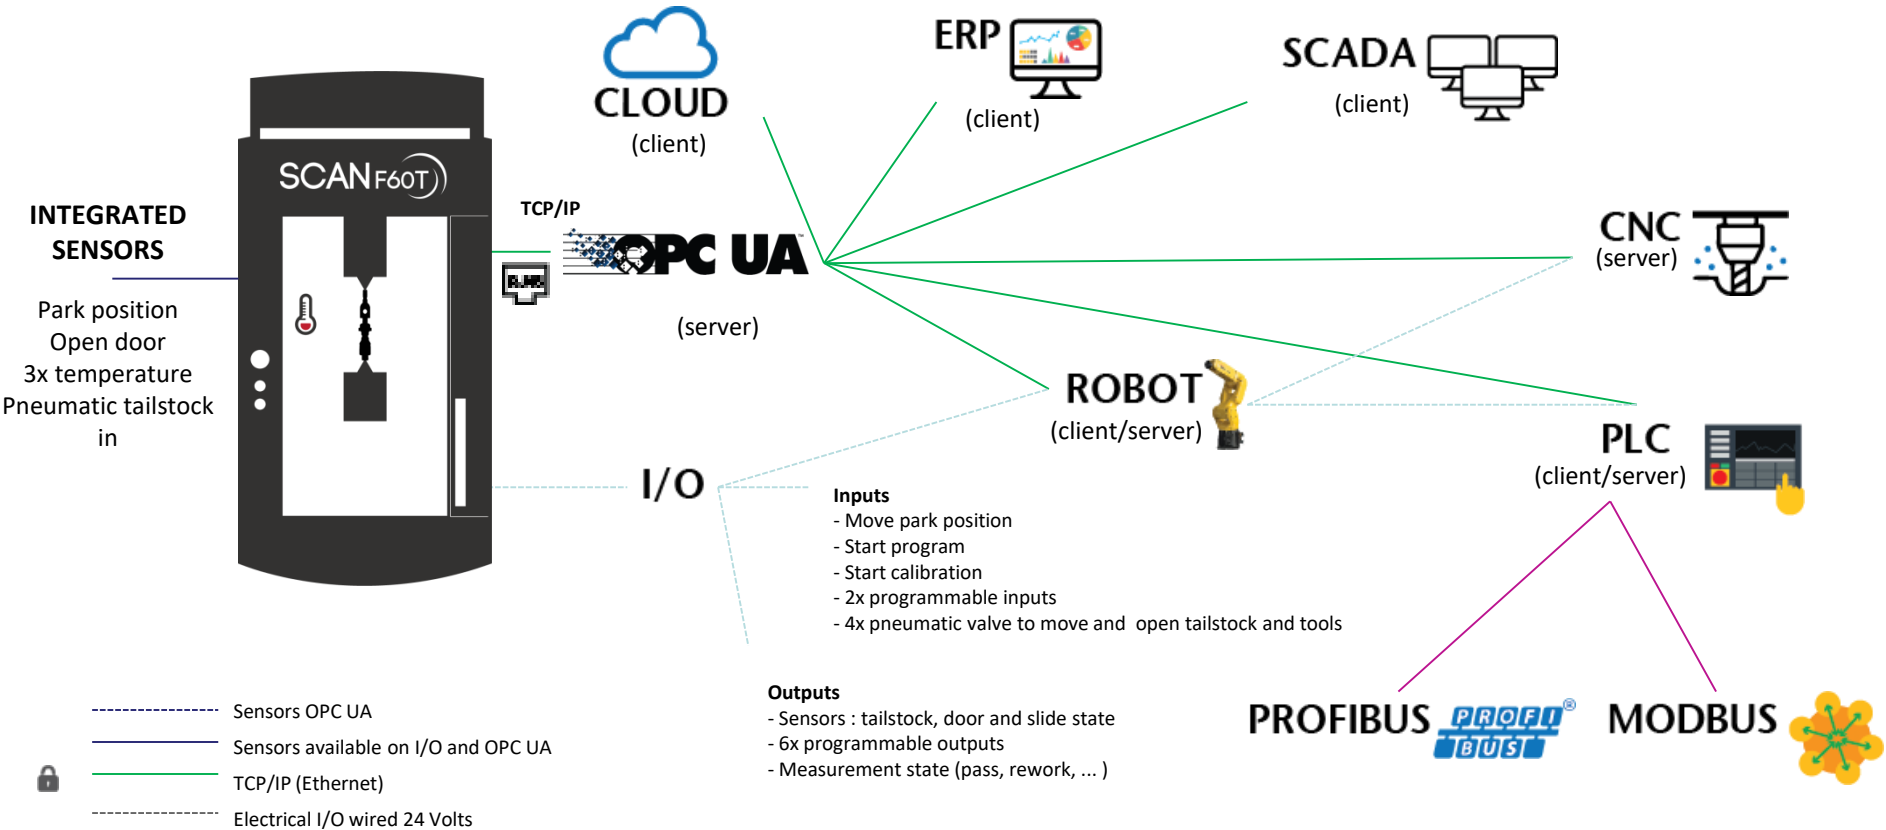 CLOUD
(client)
ERP
(client)
SCADA
(client)
SCAN F60T
INTEGRATED
SENSORS
Park position
Open door
3x temperature
Pneumatic tailstock
in
TCP/IP
OPC UA™
(server)
CNC
(server)
ROBOT
(client/server)
PLC
(client/server)
I/O
Inputs
- Move park position
- Start program
- Start calibration
- 2x programmable inputs
- 4x pneumatic valve to move and open tailstock and tools
Outputs
- Sensors : tailstock, door and slide state
- 6x programmable outputs
- Measurement state (pass, rework, ... )
PROFIBUS
PROFI
BUS
®
MODBUS
Sensors OPC UA
Sensors available on I/O and OPC UA
TCP/IP (Ethernet)
Electrical I/O wired 24 Volts